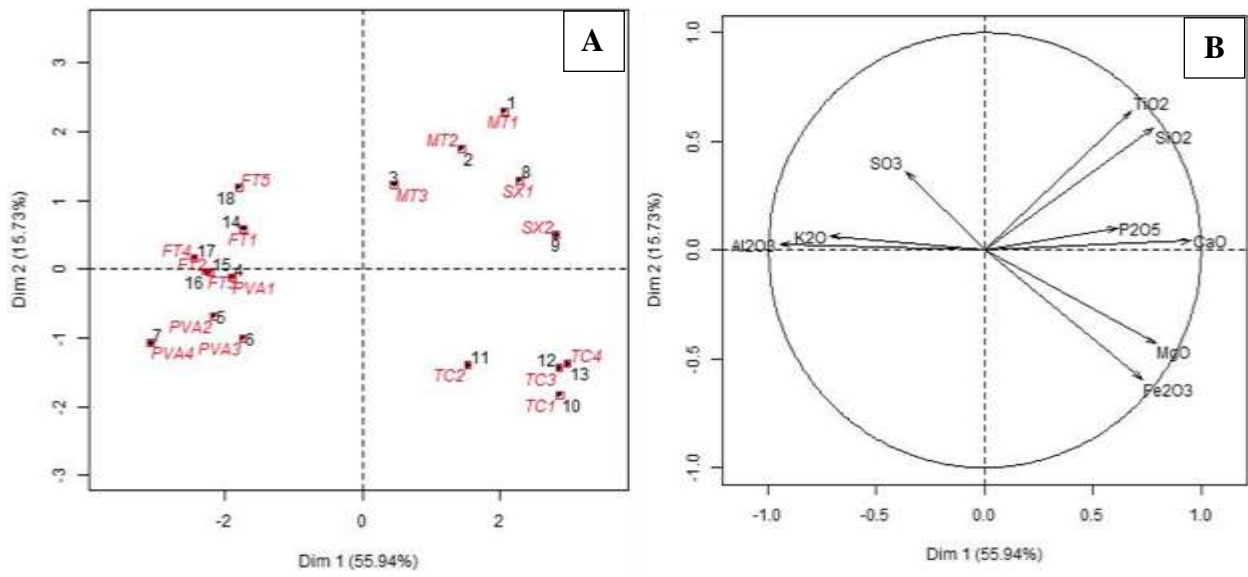 A
3
2
1
0
-1
-2
-3
Dim 2 (15.73%)
1
MT1
MT2
2
3
MT3
8
SX1
SX2
9
FT5
18
14
FT1
FT4
17
15
4
16
PVA1
PVA2
5
PVA3
6
7
PVA4
11
TC2
12
TC4
TC3
13
TC1
10
-2
0
2
Dim 1 (55.94%)
B
1.0
0.5
0.0
-0.5
-1.0
Dim 2 (15.73%)
TiO2
SiO2
SO3
P2O5
K2O
Al2O3
CaO
MgO
Fe2O3
-1.0
-0.5
0.0
0.5
1.0
Dim 1 (55.94%)